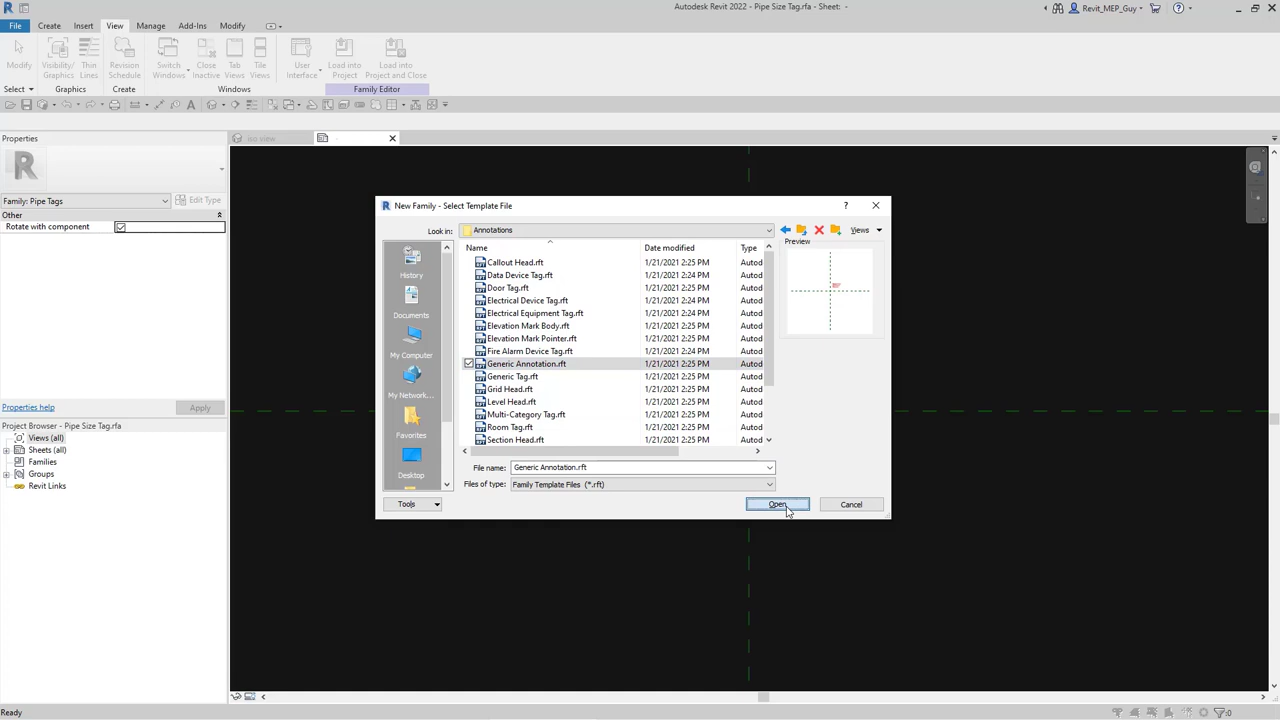 Autodesk Revit 2022 - Pipe Size Tag.rfa - Sheet: -
Revit_MEP_Guy
File Create Insert View Manage Add-Ins Modify
Modify
Visibility/ Graphics
Thin Lines
Revision Schedule
Switch Windows
Close Inactive
Tab Views
Tile Views
User Interface
Load into Project
Load into Project and Close
Select Graphics Create Windows Family Editor
Properties
iso view
Family: Pipe Tags
Edit Type
Other
Rotate with component
Properties help
Apply
Project Browser - Pipe Size Tag.rfa
Views (all)
Sheets (all)
Families
Groups
Revit Links
New Family - Select Template File
Look in: Annotations
Views
Preview
Name Date modified Type
Callout Head.rft 1/21/2021 2:25 PM Autod
Data Device Tag.rft 1/21/2021 2:24 PM Autod
Door Tag.rft 1/21/2021 2:25 PM Autod
Electrical Device Tag.rft 1/21/2021 2:24 PM Autod
Electrical Equipment Tag.rft 1/21/2021 2:24 PM Autod
Elevation Mark Body.rft 1/21/2021 2:25 PM Autod
Elevation Mark Pointer.rft 1/21/2021 2:25 PM Autod
Fire Alarm Device Tag.rft 1/21/2021 2:24 PM Autod
Generic Annotation.rft 1/21/2021 2:25 PM Autod
Generic Tag.rft 1/21/2021 2:25 PM Autod
Grid Head.rft 1/21/2021 2:25 PM Autod
Level Head.rft 1/21/2021 2:25 PM Autod
Multi-Category Tag.rft 1/21/2021 2:25 PM Autod
Room Tag.rft 1/21/2021 2:25 PM Autod
Section Head.rft 1/21/2021 2:25 PM Autod
History
Documents
My Computer
My Network...
Favorites
Desktop
File name: Generic Annotation.rft
Files of type: Family Template Files (*.rft)
Tools
Open
Cancel
Ready
:0